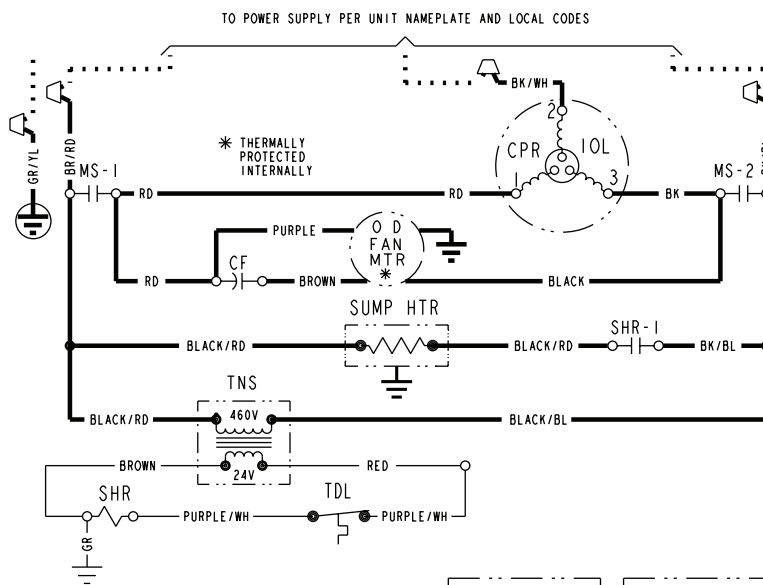 TO POWER SUPPLY PER UNIT NAMEPLATE AND LOCAL CODES
BK/WH
2
GR/YL
BR/RD
* THERMALLY
PROTECTED
INTERNALLY
CPR
IOL
MS-1
1
3
MS-2
RD
RD
BK
PURPLE
O D
FAN
MTR
*
CF
RD
BROWN
BLACK
SUMP HTR
SHR-1
BLACK/RD
BLACK/RD
BK/BL
TNS
BLACK/RD
460V
BLACK/BL
BROWN
24V
RED
SHR
TDL
PURPLE/WH
PURPLE/WH
GR